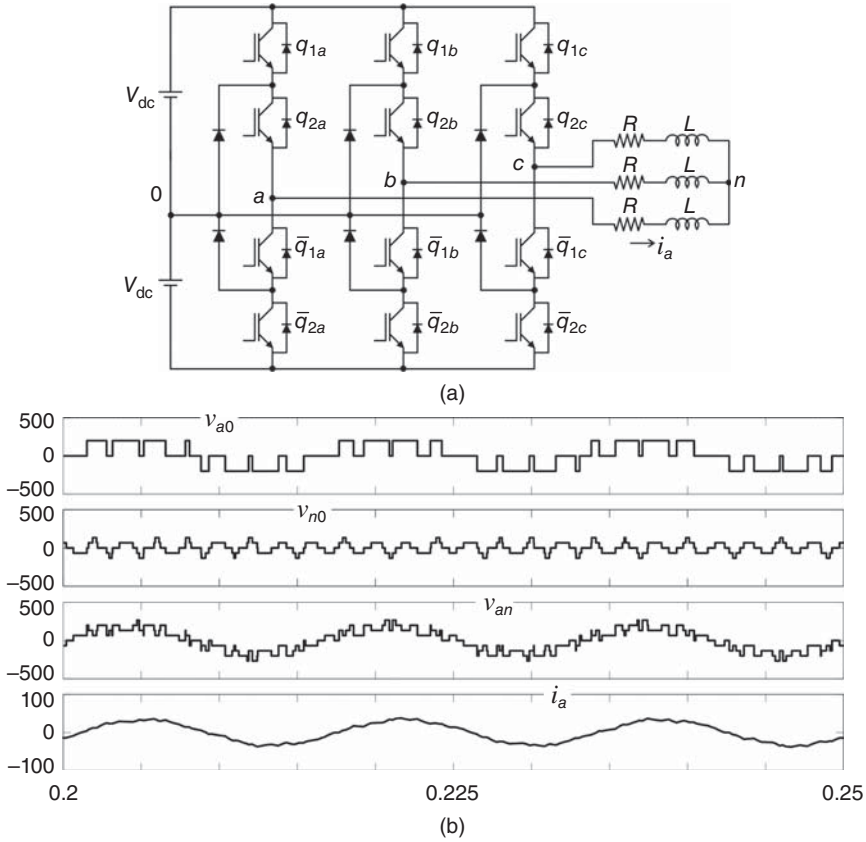 q1a q1b q1c
Vdc
q2a q2b q2c
R L
c
b R L n
0 a R L
q̄1a q̄1b q̄1c
→ia
Vdc
q̄2a q̄2b q̄2c
(a)
va0
500
0
−500
vn0
500
0
−500
van
500
0
−500
ia
100
0
−100
0.2 0.225 0.25
(b)